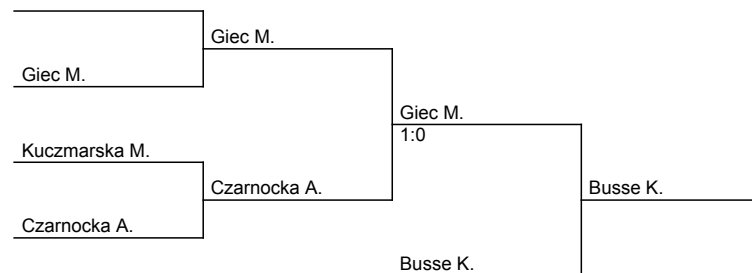 Giec M.
Giec M.
Giec M.
1:0
Kuczmarska M.
Czarnocka A.
Busse K.
Czarnocka A.
Busse K.